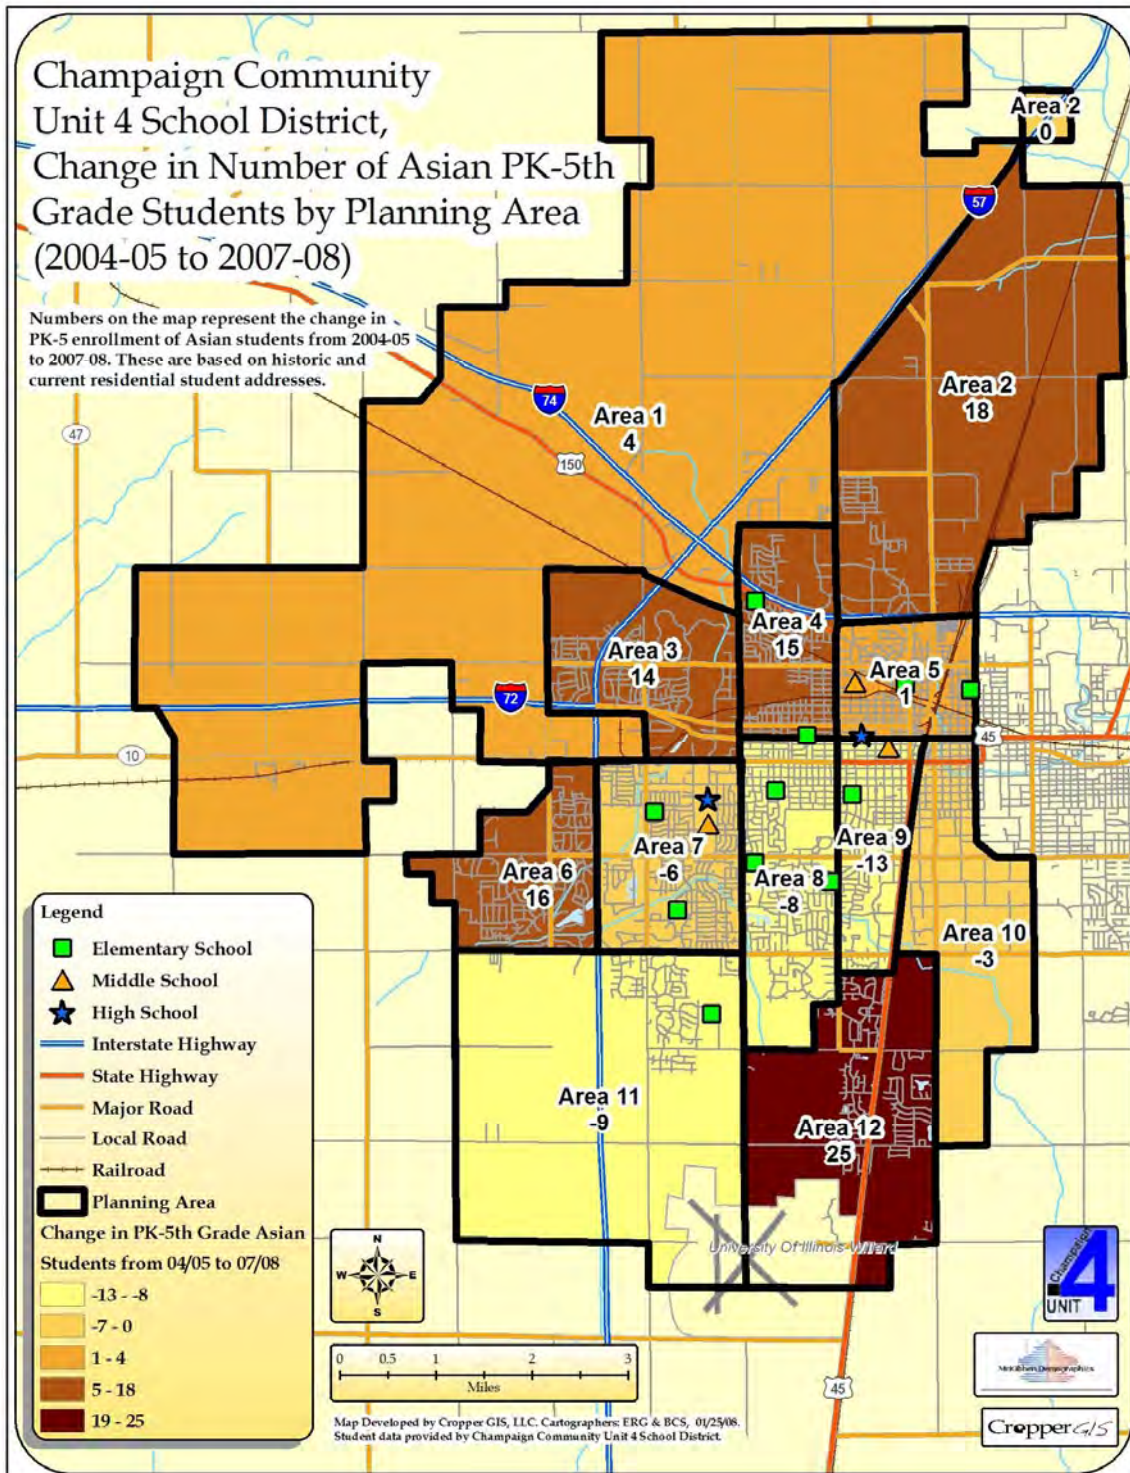 Champaign Community
Unit 4 School District,
Change in Number of Asian PK-5th
Grade Students by Planning Area
(2004-05 to 2007-08)
Numbers on the map represent the change in
PK-5 enrollment of Asian students from 2004-05
to 2007-08. These are based on historic and
current residential student addresses.
Area 2
0
57
Area 2
18
74
Area 1
4
47
150
Area 4
15
Area 3
14
Area 5
1
72
10
45
Area 9
-13
Area 7
-6
Area 6
16
Area 8
-8
Area 10
-3
Area 11
-9
Area 12
25
University Of Illinois Willard
45
Legend
Elementary School
Middle School
High School
Interstate Highway
State Highway
Major Road
Local Road
Railroad
Planning Area
Change in PK-5th Grade Asian
Students from 04/05 to 07/08
-13 - -8
-7 - 0
1 - 4
5 - 18
19 - 25
N
W E
S
0 0.5 1 2 3
Miles
Map Developed by Cropper GIS, LLC. Cartographers: ERG & BCS, 01/25/08.
Student data provided by Champaign Community Unit 4 School District.
Champaign
4
UNIT
McKibben Demographics
Cropper GIS